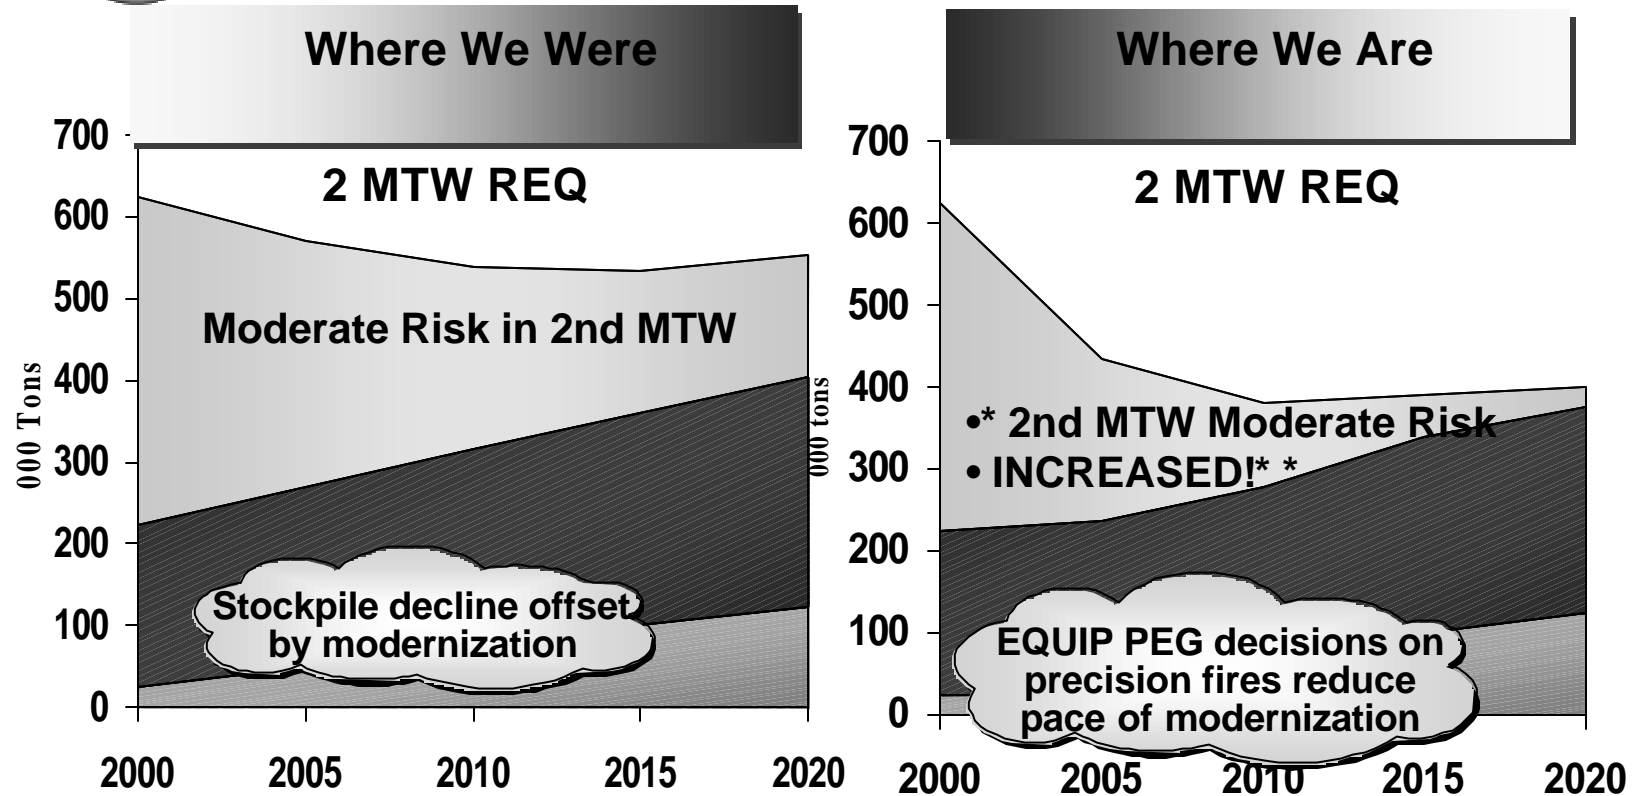 Where We Were
700
600
500
400
300
200
100
0
000 Tons
2 MTW REQ
Moderate Risk in 2nd MTW
Stockpile decline offset
by modernization
2000 2005 2010 2015 2020
Where We Are
700
600
500
400
300
200
100
0
000 tons
2 MTW REQ
•* 2nd MTW Moderate Risk
• INCREASED!* *
EQUIP PEG decisions on
precision fires reduce
pace of modernization
2000 2005 2010 2015 2020